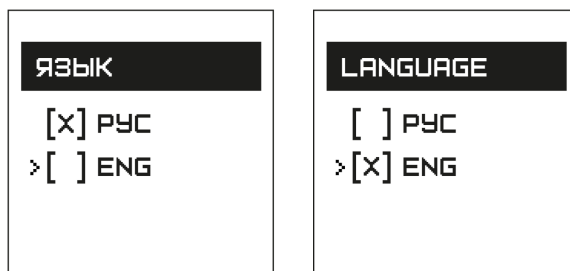 ЯЗЫК
[X] РУС
>[ ] ENG
LANGUAGE
[ ] РУС
>[X] ENG